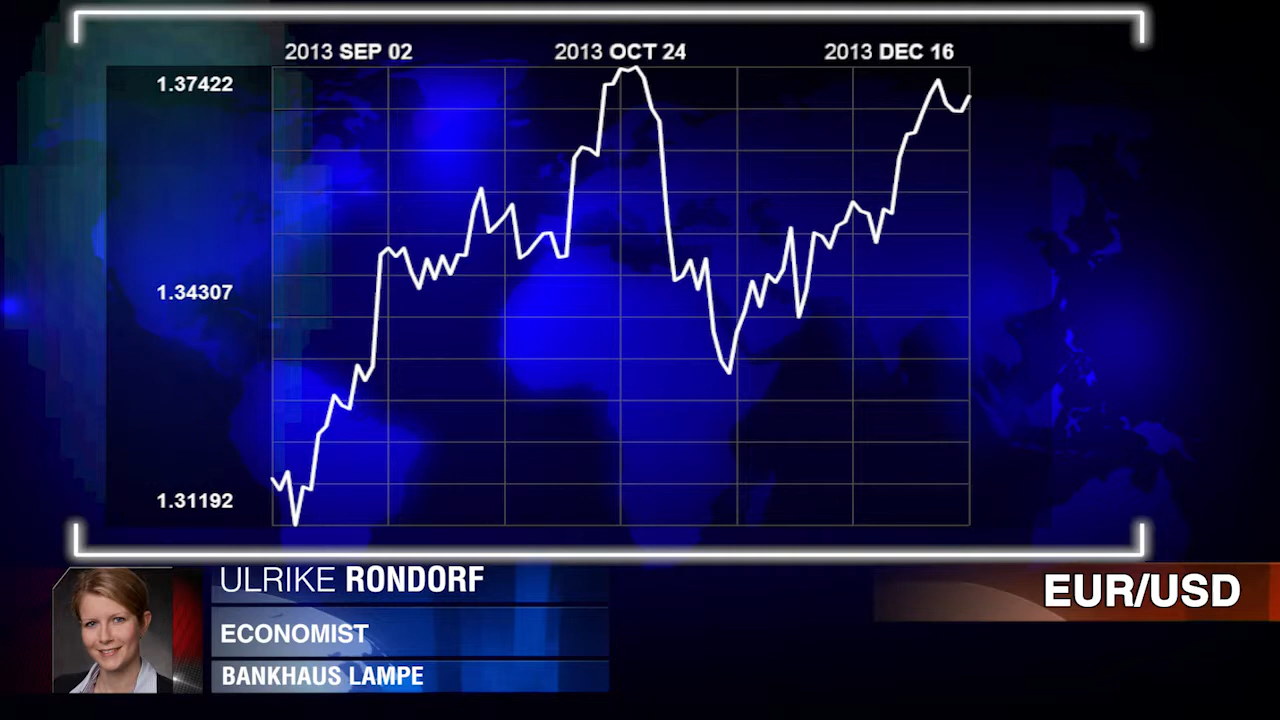 2013 SEP 02 2013 OCT 24 2013 DEC 16
1.37422
1.34307
1.31192
ULRIKE RONDORF
ECONOMIST
BANKHAUS LAMPE
EUR/USD